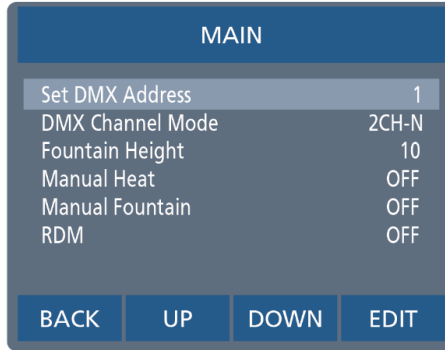 MAIN
Set DMX Address 1
DMX Channel Mode 2CH-N
Fountain Height 10
Manual Heat OFF
Manual Fountain OFF
RDM OFF
BACK UP DOWN EDIT